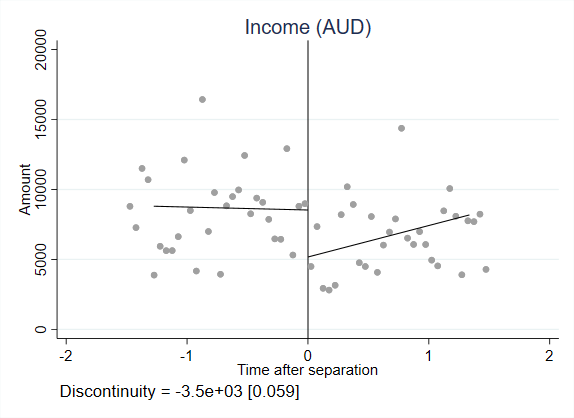 Income (AUD)
20000
15000
10000
5000
0
Amount
-2 -1 0 1 2
Time after separation
Discontinuity = -3.5e+03 [0.059]